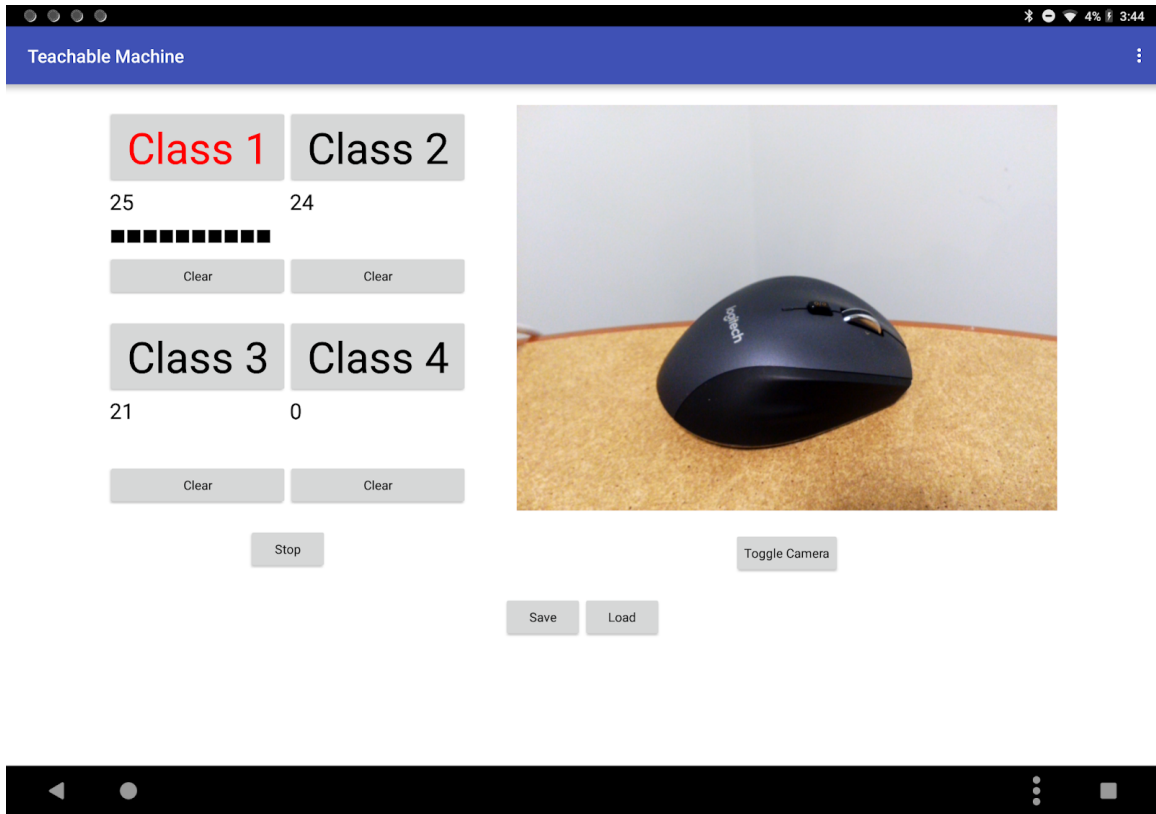 4% 3:44
Teachable Machine
Class 1 Class 2
25 24
■■■■■■■■■■
Clear Clear
Class 3 Class 4
21 0
Clear Clear
logitech
Stop
Toggle Camera
Save Load